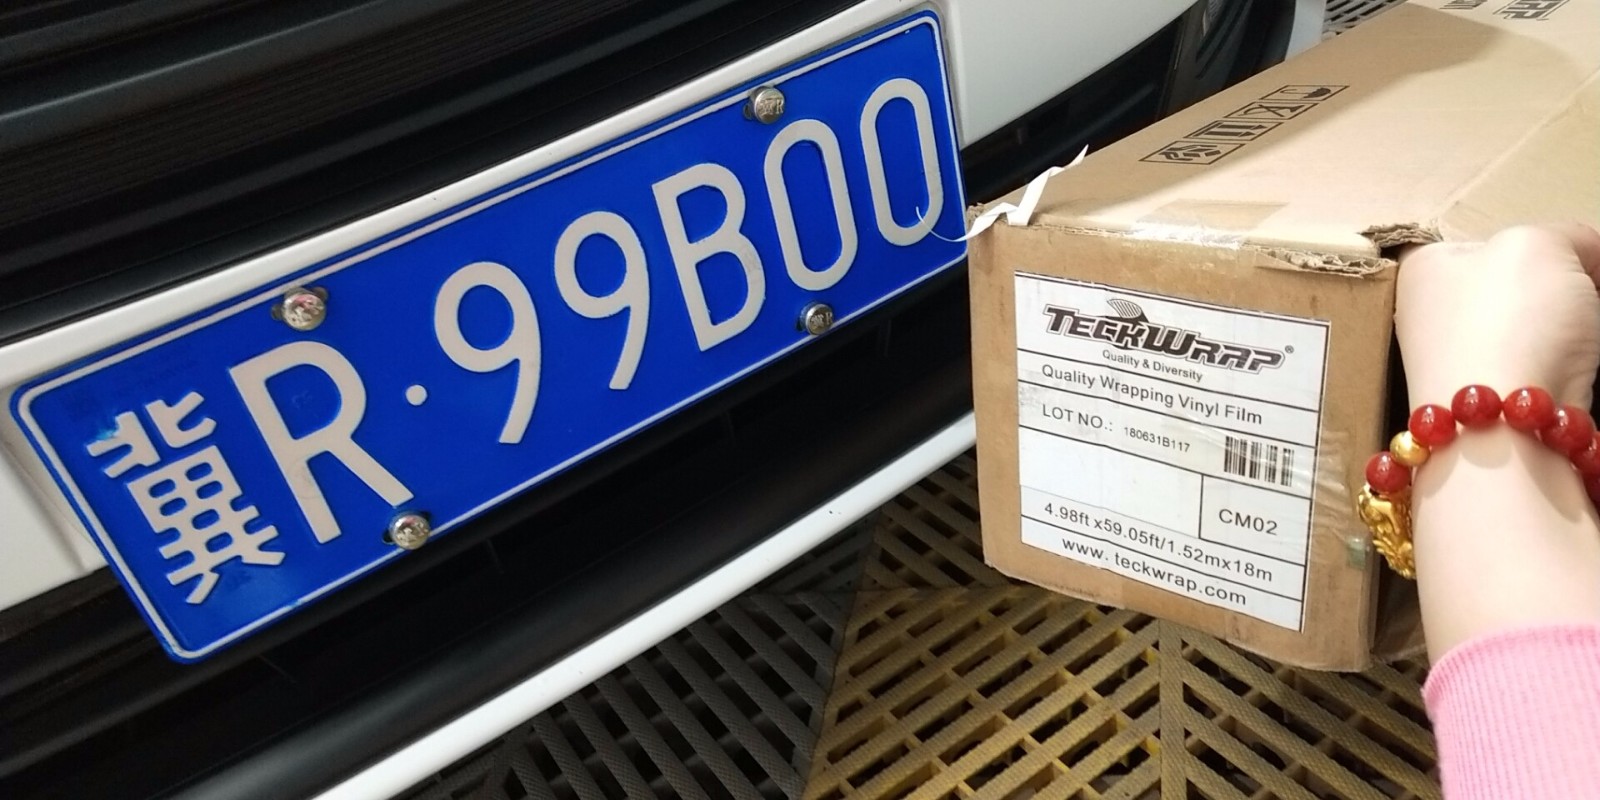 冀R·99B00
TECKWRAP®
Quality & Diversity
Quality Wrapping Vinyl Film
LOT NO.: 180631B117
CM02
4.98ft x59.05ft/1.52mx18m
www. teckwrap.com